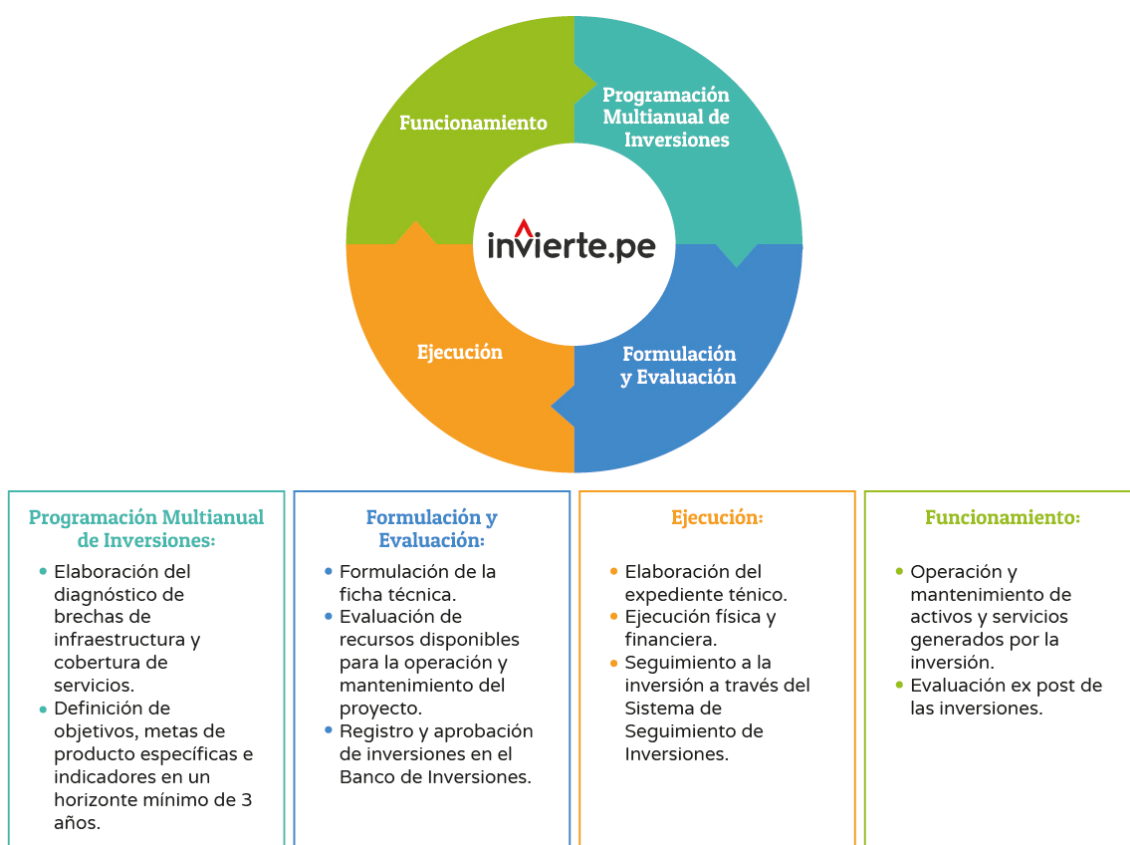 Funcionamiento
Programación
Multianual de
Inversiones
invierte.pe
Ejecución
Formulación
y Evaluación
Programación Multianual
de Inversiones:
• Elaboración del
diagnóstico de
brechas de
infraestructura y
cobertura de
servicios.
• Definición de
objetivos, metas de
producto específicas e
indicadores en un
horizonte mínimo de 3
años.
Formulación y
Evaluación:
• Formulación de la
ficha técnica.
• Evaluación de
recursos disponibles
para la operación y
mantenimiento del
proyecto.
• Registro y aprobación
de inversiones en el
Banco de Inversiones.
Ejecución:
• Elaboración del
expediente ténico.
• Ejecución física y
financiera.
• Seguimiento a la
inversión a través del
Sistema de
Seguimiento de
Inversiones.
Funcionamiento:
• Operación y
mantenimiento de
activos y servicios
generados por la
inversión.
• Evaluación ex post de
las inversiones.